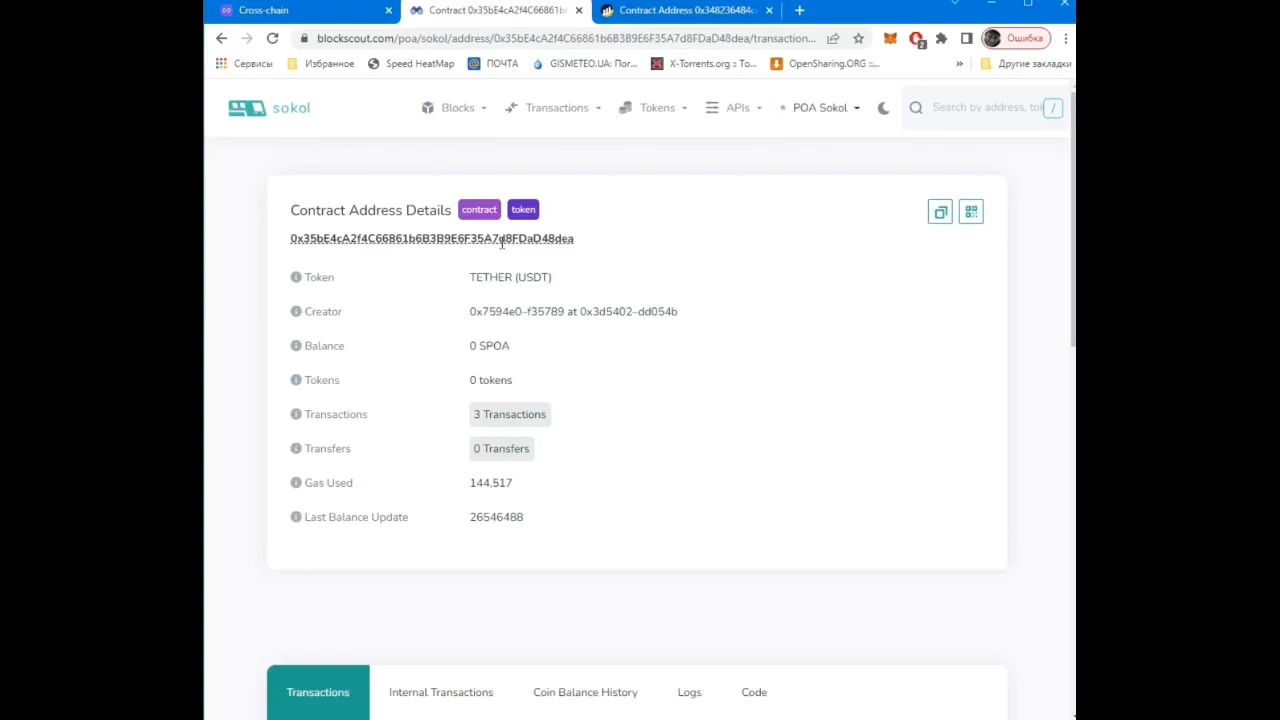 Cross-chain
Contract 0x35bE4cA2f4C66861b
Contract Address 0x348236484c
blockscout.com/poa/sokol/address/0x35bE4cA2f4C66861b6B3B9E6F35A7d8FDaD48dea/transaction...
2
Ошибка
Сервисы
Избранное
Speed HeatMap
ПОЧТА
GISMETEO.UA: Пог...
X-Torrents.org :: То...
OpenSharing.ORG ::...
»
Другие закладки
sokol
Blocks
Transactions
Tokens
APIs
POA Sokol
Search by address, tok
/
Contract Address Details
contract
token
0x35bE4cA2f4C66861b6B3B9E6F35A7d8FDaD48dea
Token
TETHER (USDT)
Creator
0x7594e0–f35789 at 0x3d5402–dd054b
Balance
0 SPOA
Tokens
0 tokens
Transactions
3 Transactions
Transfers
0 Transfers
Gas Used
144,517
Last Balance Update
26546488
Transactions
Internal Transactions
Coin Balance History
Logs
Code